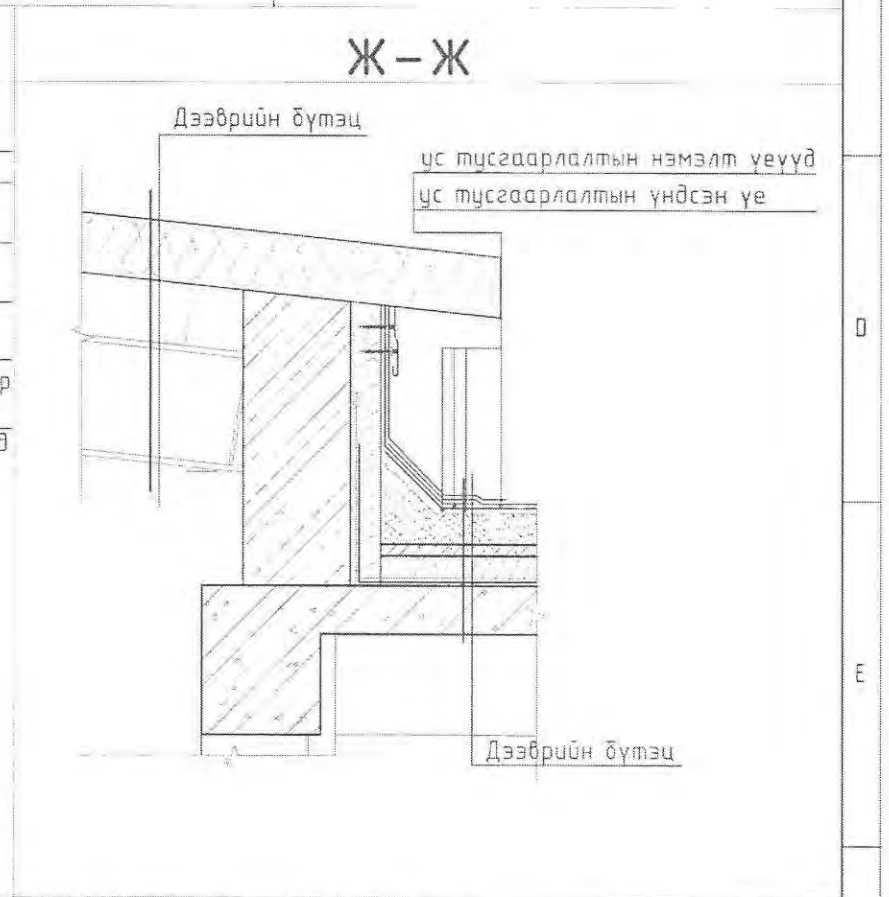 Ж – Ж
Дээврийн бүтэц
ус тусгаарлалтын нэмэлт үеүүд
ус тусгаарлалтын үндсэн үе
D
р
д
E
Дээврийн бүтэц